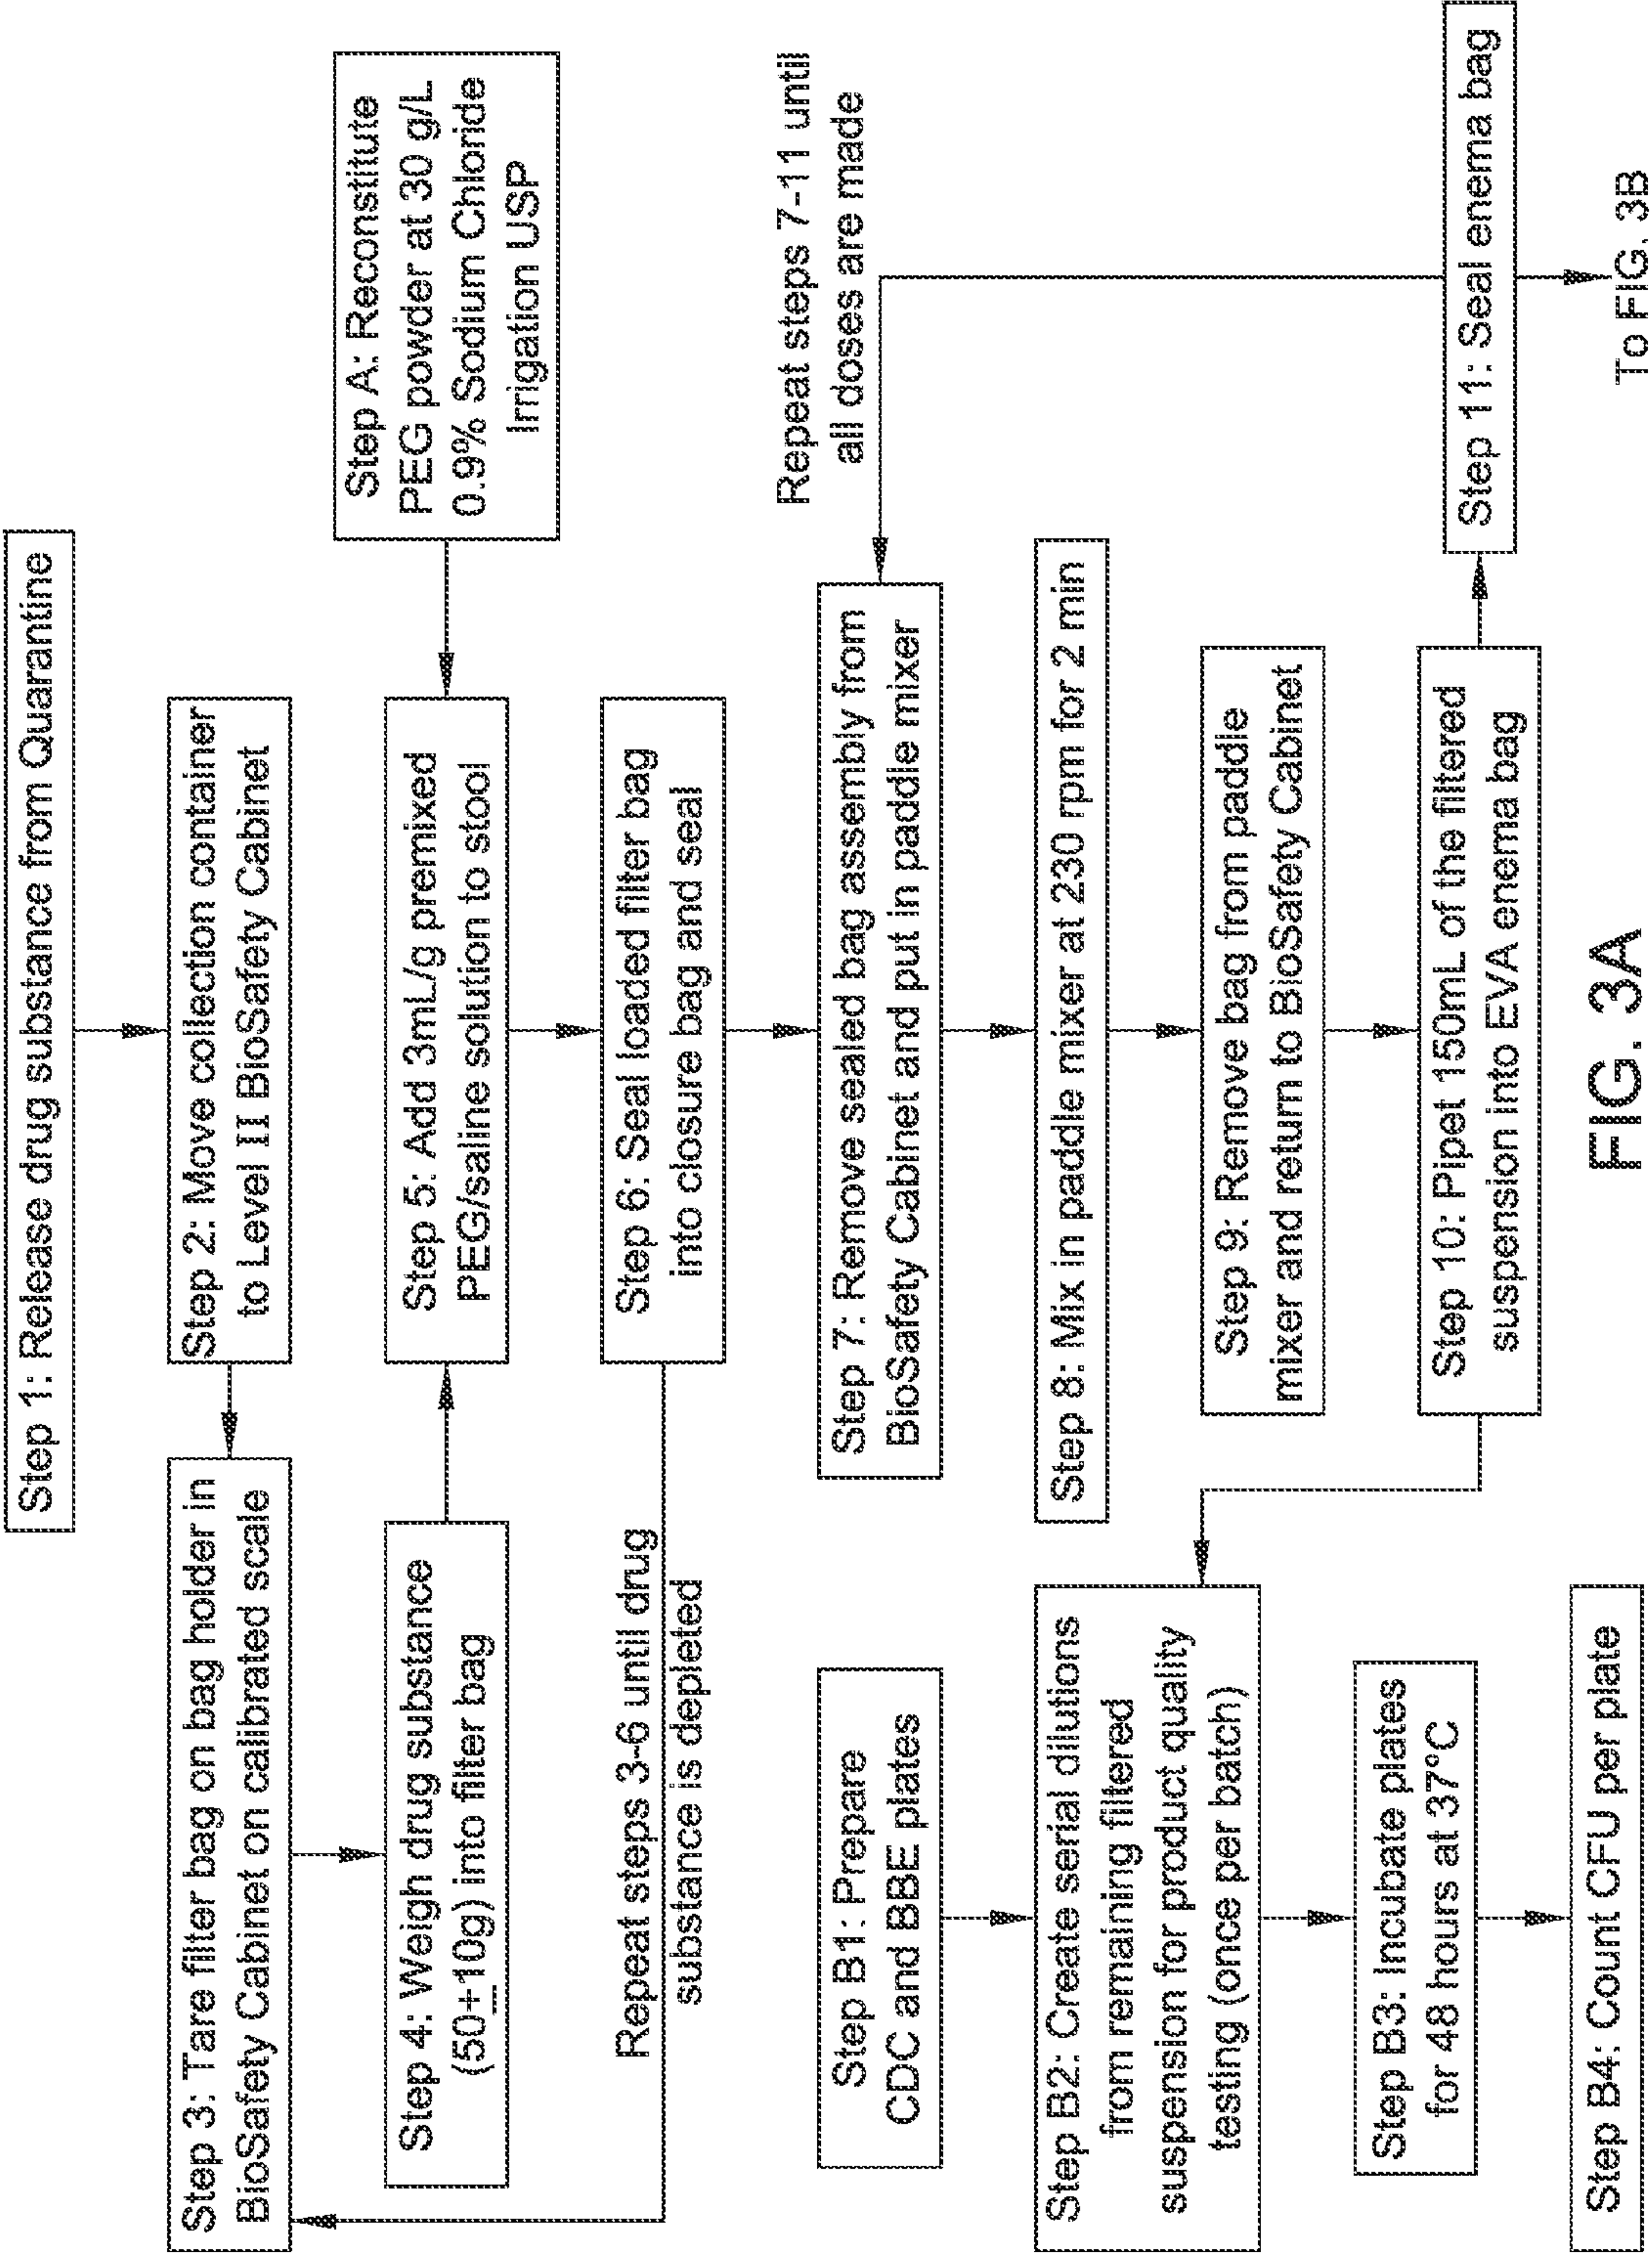 Step 1: Release drug substance from Quarantine
Step 2: Move collection container
to Level II BioSafety Cabinet
Step 3: Tare filter bag on bag holder in
BioSafety Cabinet on calibrated scale
Step 4: Weigh drug substance
(50±10g) into filter bag
Step 5: Add 3mL/g premixed
PEG/saline solution to stool
Step A: Reconstitute
PEG powder at 30 g/L
0.9% Sodium Chloride
Irrigation USP
Step 6: Seal loaded filter bag
into closure bag and seal
Repeat steps 3-6 until drug
substance is depleted
Step 7: Remove sealed bag assembly from
BioSafety Cabinet and put in paddle mixer
Repeat steps 7-11 until
all doses are made
Step 8: Mix in paddle mixer at 230 rpm for 2 min
Step 9: Remove bag from paddle
mixer and return to BioSafety Cabinet
Step 10: Pipet 150mL of the filtered
suspension into EVA enema bag
Step 11: Seal enema bag
To FIG. 3B
Step B1: Prepare
CDC and BBE plates
Step B2: Create serial dilutions
from remaining filtered
suspension for product quality
testing (once per batch)
Step B3: Incubate plates
for 48 hours at 37°C
Step B4: Count CFU per plate
FIG. 3A